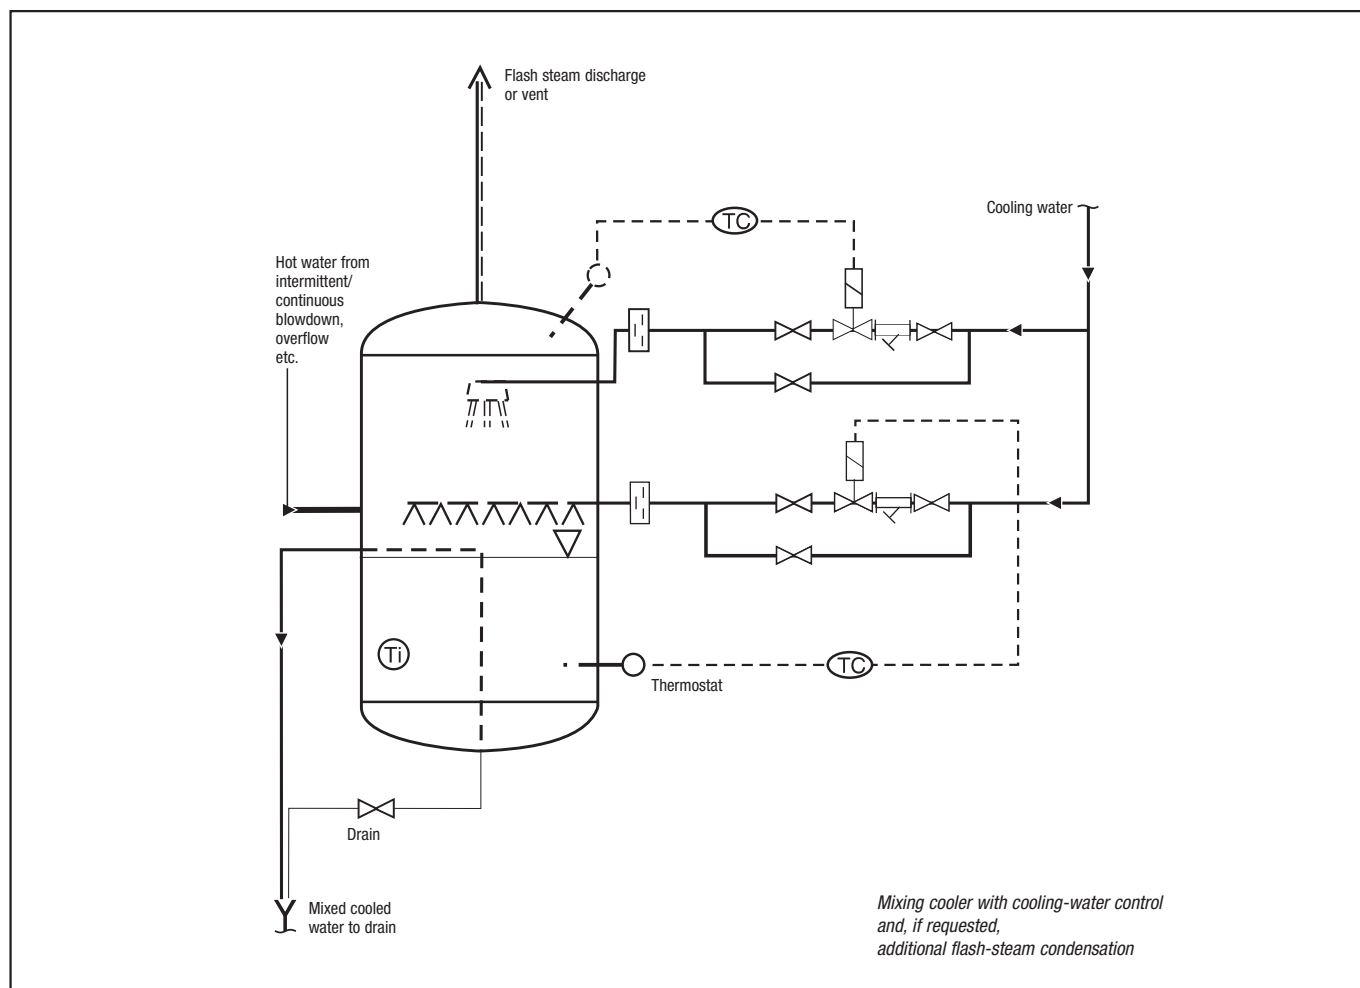 Flash steam discharge
or vent
TC
Cooling water
Hot water from
intermittent/
continuous
blowdown,
overflow
etc.
Ti
TC
Thermostat
Drain
Mixed cooled
water to drain
Mixing cooler with cooling-water control
and, if requested,
additional flash-steam condensation